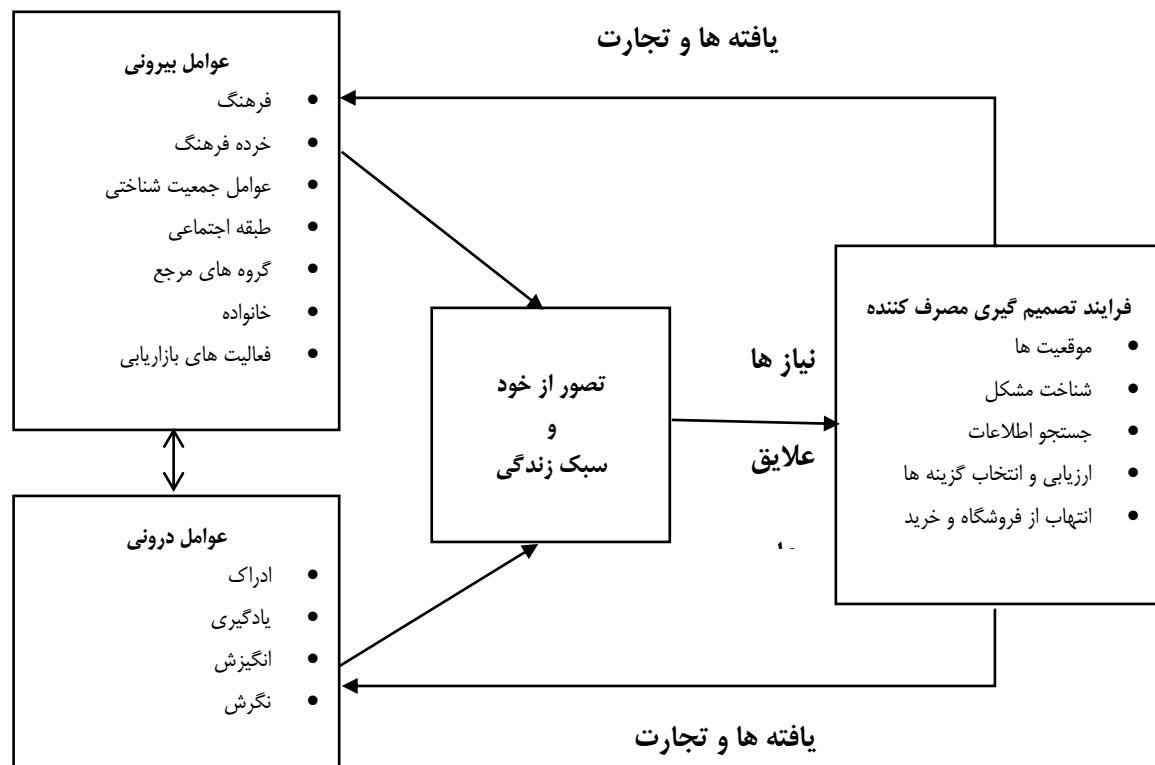 یافته ها و تجارت
عوامل بیرونی
• فرهنگ
• خرده فرهنگ
• عوامل جمعیت شناختی
• طبقه اجتماعی
• گروه های مرجع
• خانواده
• فعالیت های بازاریابی
فرایند تصمیم گیری مصرف کننده
• موقعیت ها
• شناخت مشکل
• جستجو اطلاعات
• ارزیابی و انتخاب گزینه ها
• انتهاب از فروشگاه و خرید
تصور از خود
و
سبک زندگی
نیاز ها
علایق
عوامل درونی
• ادراک
• یادگیری
• انگیزش
• نگرش
یافته ها و تجارت